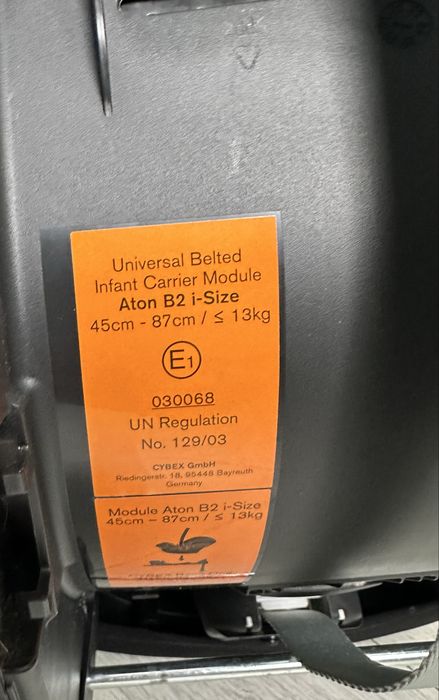 Universal Belted
Infant Carrier Module
Aton B2 i-Size
45cm - 87cm / ≤ 13kg
E1
030068
UN Regulation
No. 129/03
CYBEX GmbH
Riedingerstr. 18, 95448 Bayreuth
Germany
Module Aton B2 i-Size
45cm – 87cm / ≤ 13kg